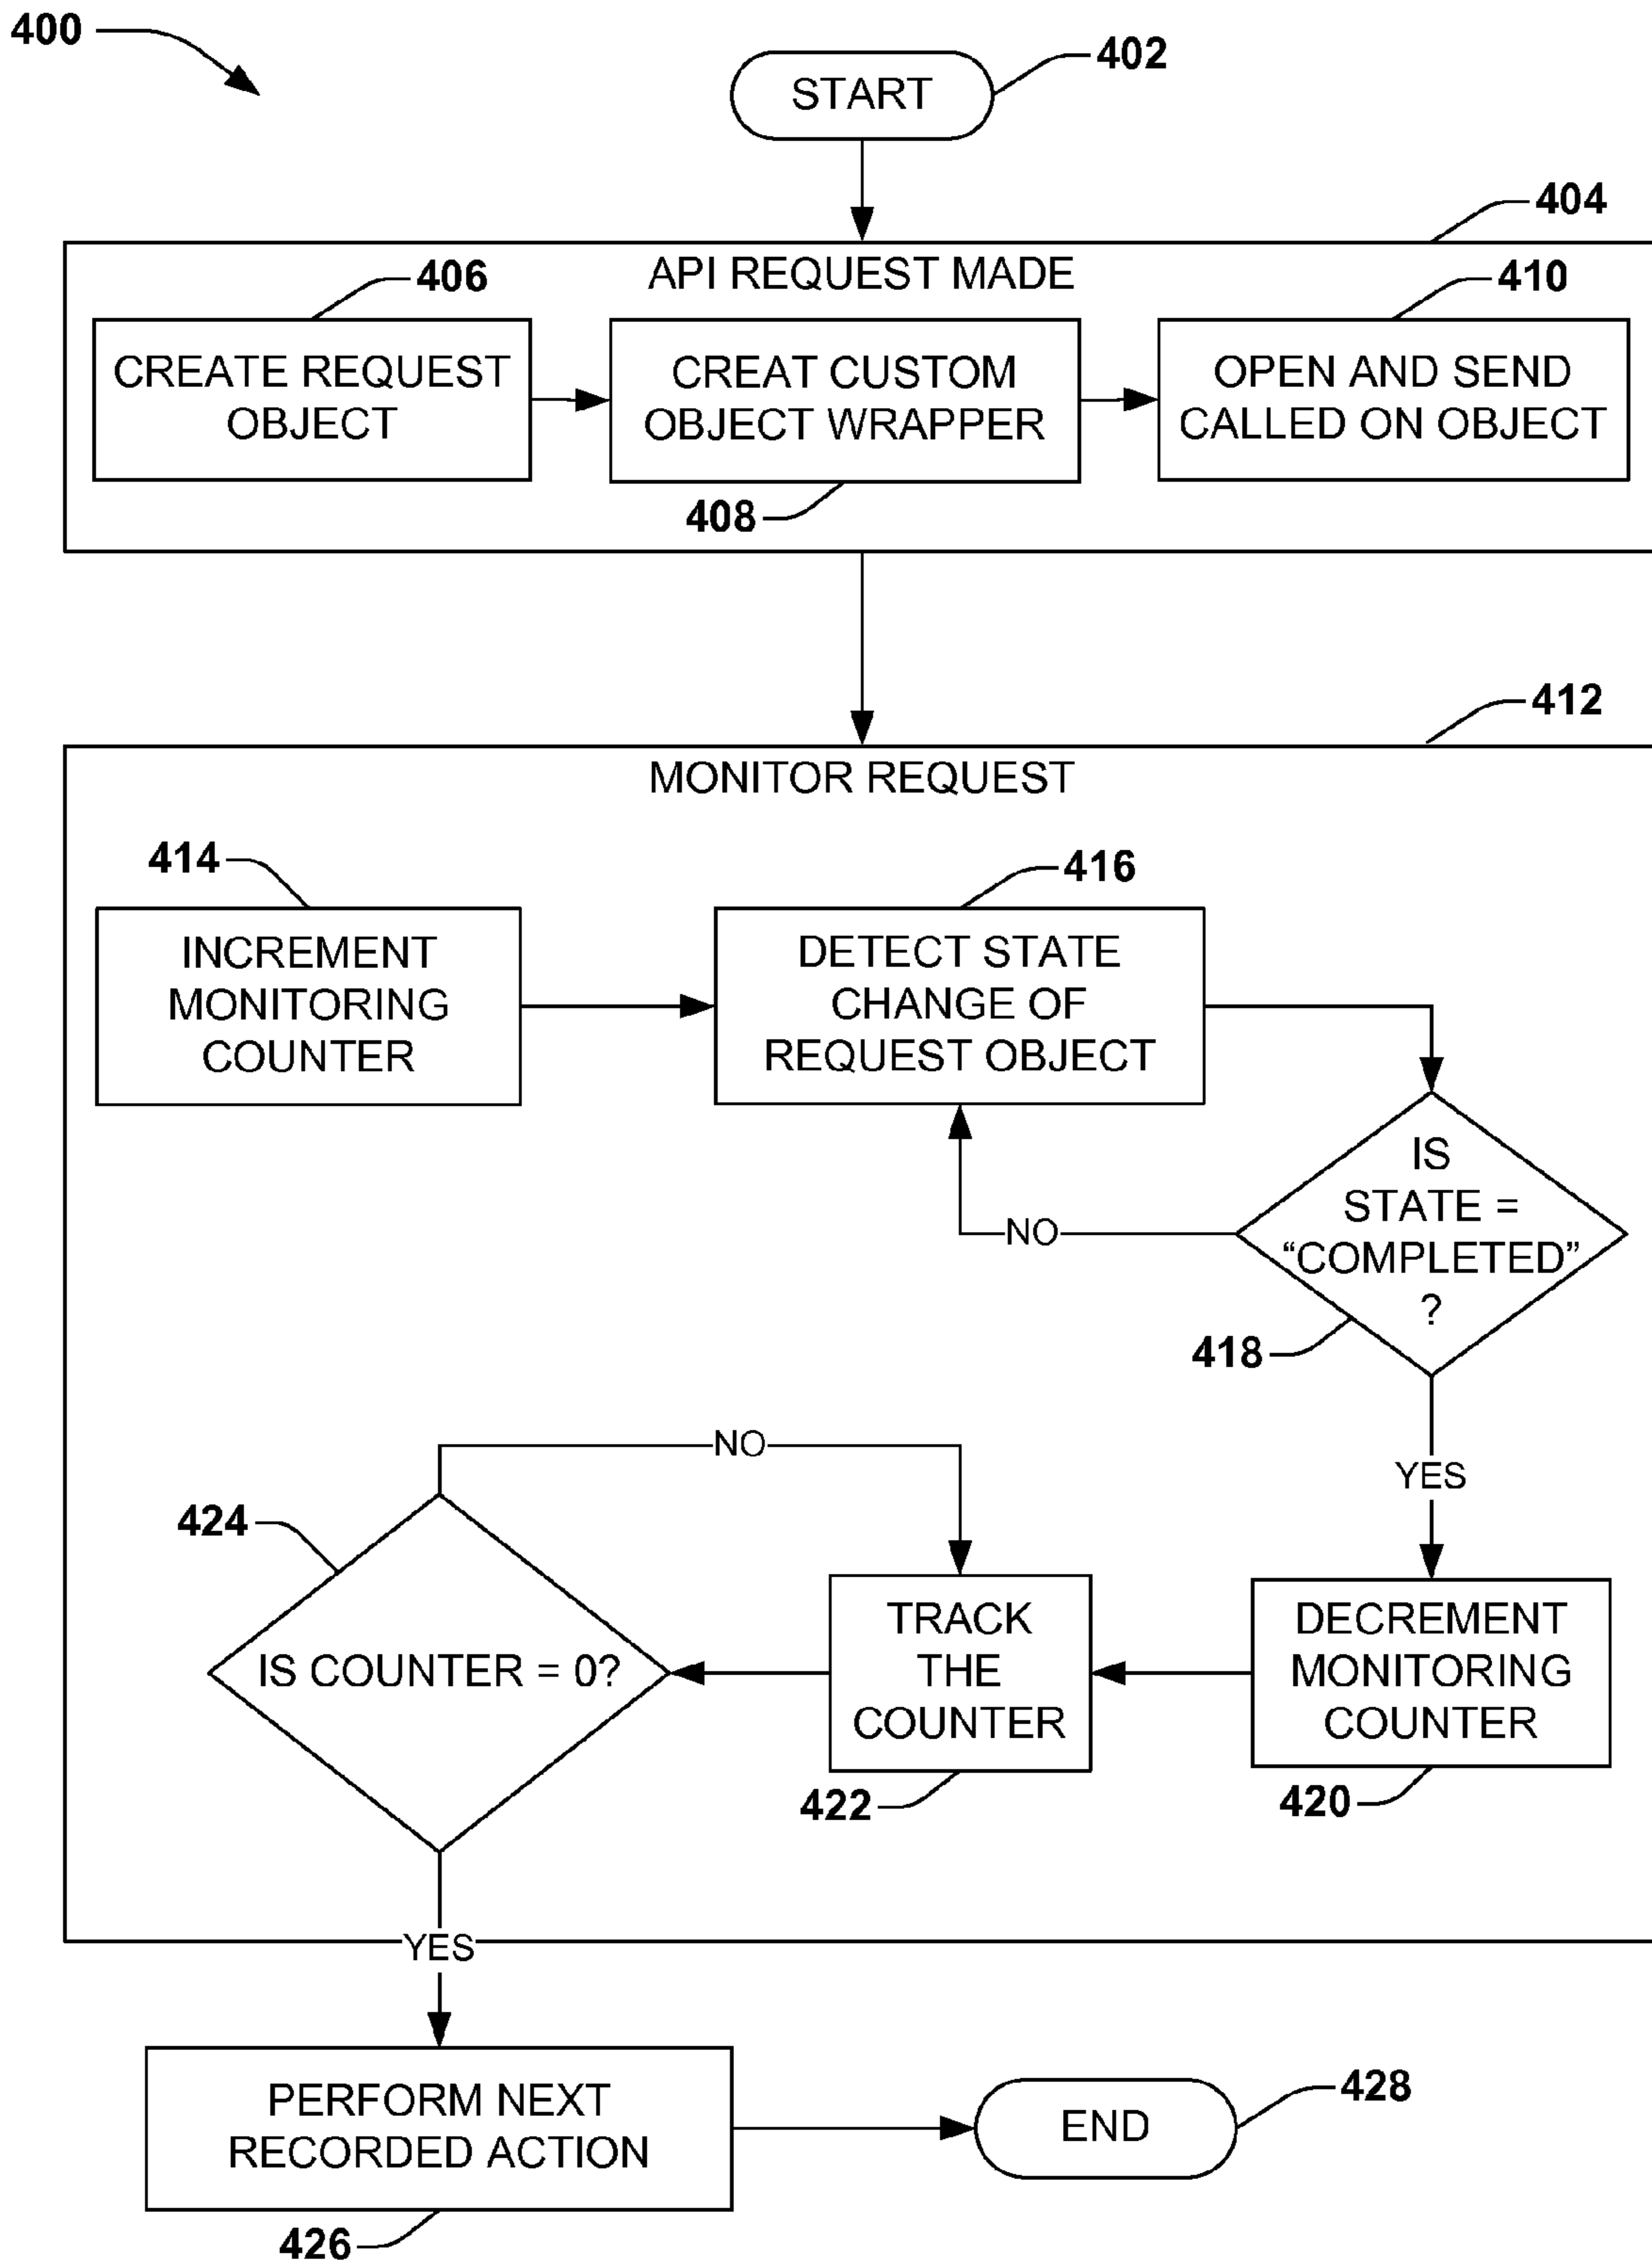 400
402
START
404
API REQUEST MADE
406
410
CREATE REQUEST
OBJECT
CREAT CUSTOM
OBJECT WRAPPER
OPEN AND SEND
CALLED ON OBJECT
408
412
MONITOR REQUEST
414
416
INCREMENT
MONITORING
COUNTER
DETECT STATE
CHANGE OF
REQUEST OBJECT
IS
STATE =
“COMPLETED”
?
NO
418
YES
NO
424
IS COUNTER = 0?
TRACK
THE
COUNTER
DECREMENT
MONITORING
COUNTER
422
420
YES
PERFORM NEXT
RECORDED ACTION
428
END
426